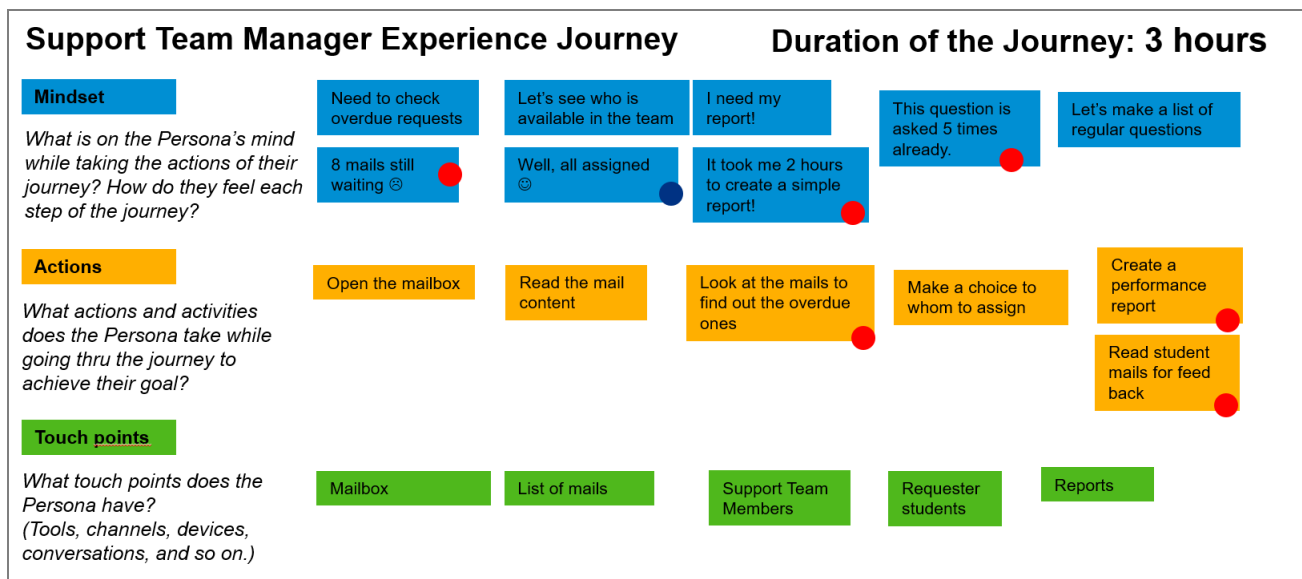 Support Team Manager Experience Journey
Duration of the Journey: 3 hours
Mindset
What is on the Persona's mind
while taking the actions of their
journey? How do they feel each
step of the journey?
Need to check
overdue requests
Let's see who is
available in the team
I need my
report!
This question is
asked 5 times
already.
Let's make a list of
regular questions
8 mails still
waiting ☹
Well, all assigned
☺
It took me 2 hours
to create a simple
report!
Actions
What actions and activities
does the Persona take while
going thru the journey to
achieve their goal?
Open the mailbox
Read the mail
content
Look at the mails to
find out the overdue
ones
Make a choice to
whom to assign
Create a
performance
report
Read student
mails for feed
back
Touch points
What touch points does the
Persona have?
(Tools, channels, devices,
conversations, and so on.)
Mailbox
List of mails
Support Team
Members
Requester
students
Reports